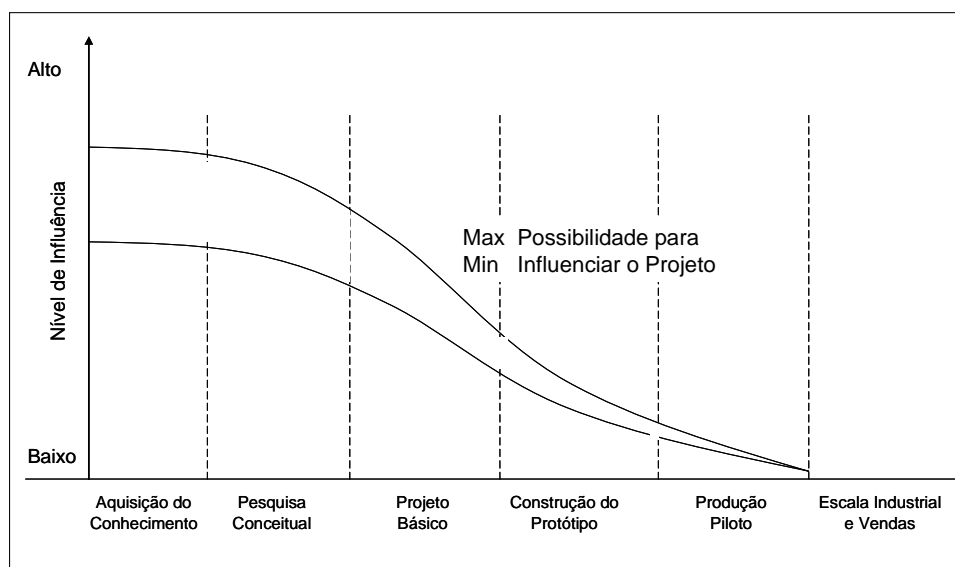 Alto
Nível de Influência
Max Possibilidade para
Min Influenciar o Projeto
Baixo
Aquisição do
Conhecimento
Pesquisa
Conceitual
Projeto
Básico
Construção do
Protótipo
Produção
Piloto
Escala Industrial
e Vendas